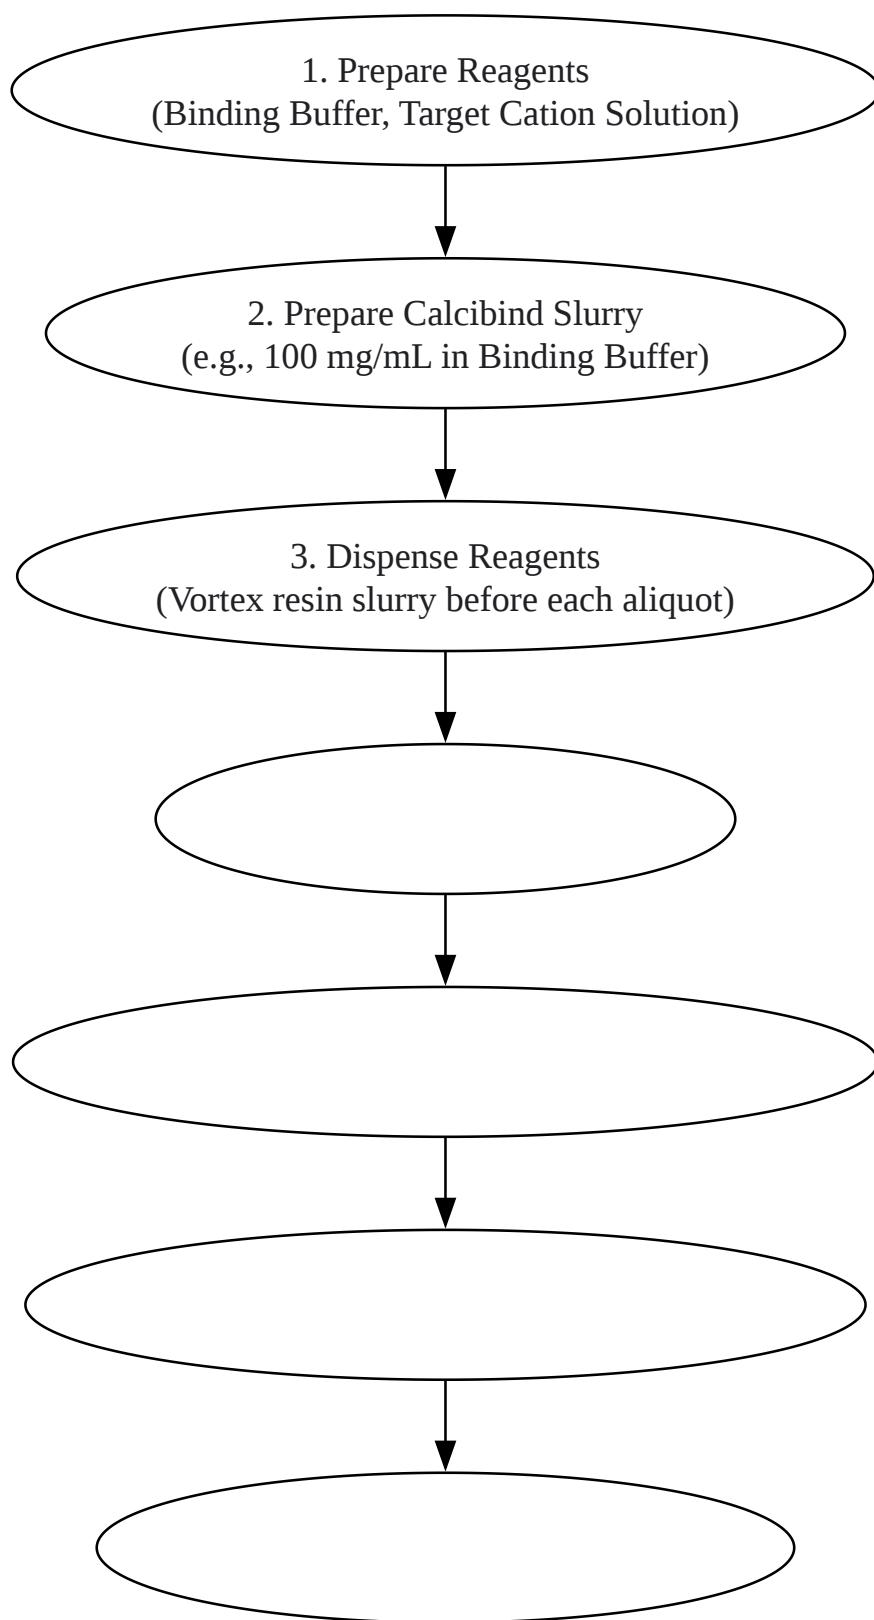 1. Prepare Reagents
(Binding Buffer, Target Cation Solution)
2. Prepare Calcibind Slurry
(e.g., 100 mg/mL in Binding Buffer)
3. Dispense Reagents
(Vortex resin slurry before each aliquot)